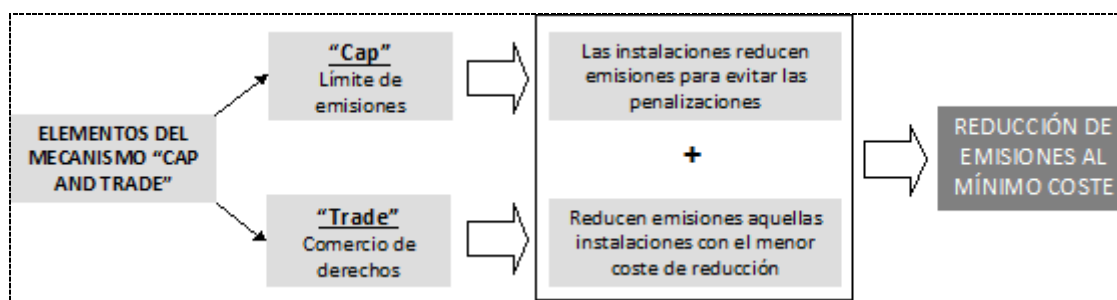 ELEMENTOS DEL
MECANISMO “CAP
AND TRADE”
“Cap”
Límite de
emisiones
“Trade”
Comercio de
derechos
Las instalaciones reducen
emisiones para evitar las
penalizaciones
+
Reducen emisiones aquellas
instalaciones con el menor
coste de reducción
REDUCCIÓN DE
EMISIONES AL
MÍNIMO COSTE